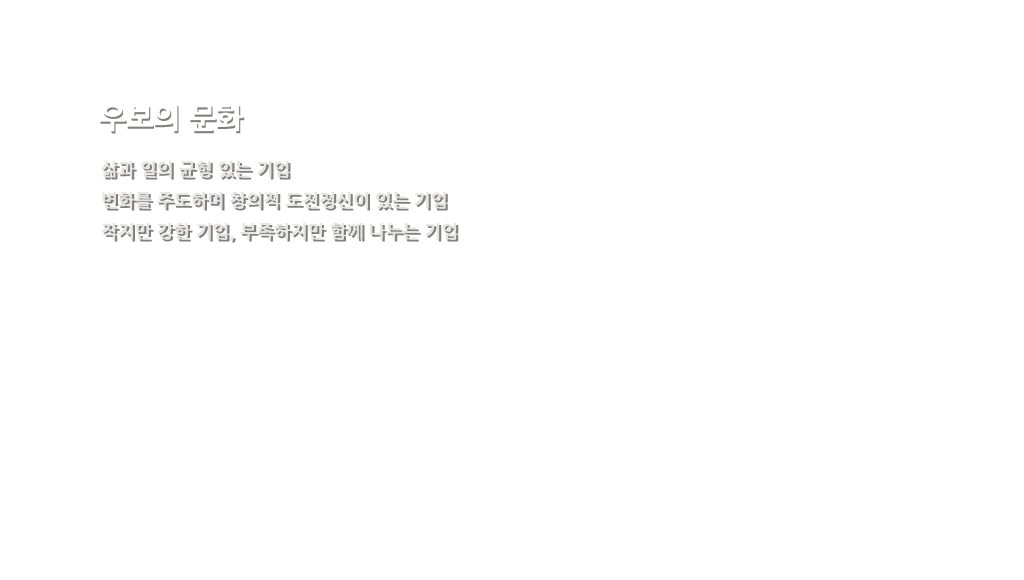 우보의 문화
삶과 일의 균형 있는 기업
변화를 주도하며 창의적 도전정신이 있는 기업
작지만 강한 기업, 부족하지만 함께 나누는 기업